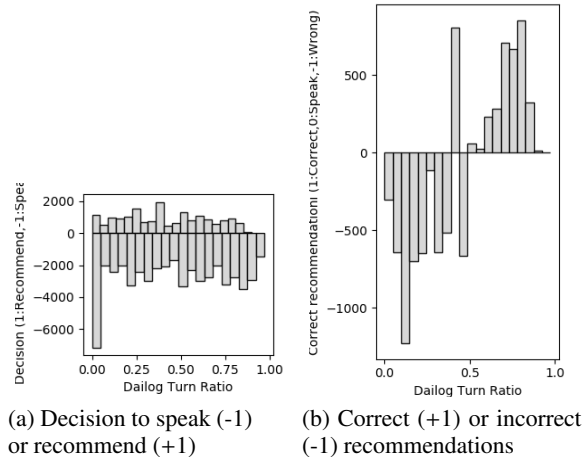 Decision (1:Recommend,-1:Spea
2000
0
−2000
−4000
−6000
0.00
0.25
0.50
0.75
1.00
Dailog Turn Ratio
(a) Decision to speak (-1)
or recommend (+1)
Correct recommendation( (1:Correct,0:Speak,-1:Wrong)
500
0
−500
−1000
0.0
0.5
1.0
Dailog Turn Ratio
(b) Correct (+1) or incorrect
(-1) recommendations